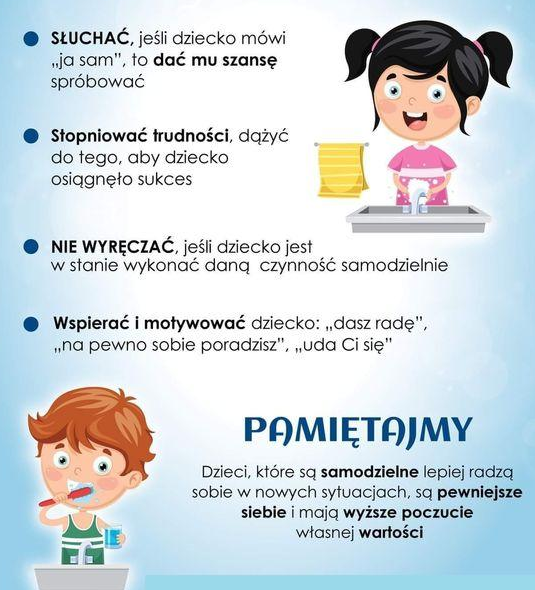 SŁUCHAĆ, jeśli dziecko mówi
„ja sam”, to dać mu szansę
spróbować
Stopniować trudności, dążyć
do tego, aby dziecko
osiągnęło sukces
NIE WYRĘCZAĆ, jeśli dziecko jest
w stanie wykonać daną czynność samodzielnie
Wspierać i motywować dziecko: „dasz radę”,
„na pewno sobie poradzisz”, „uda Ci się”
PAMIĘTAJMY
Dzieci, które są samodzielne lepiej radzą
sobie w nowych sytuacjach, są pewniejsze
siebie i mają wyższe poczucie
własnej wartości